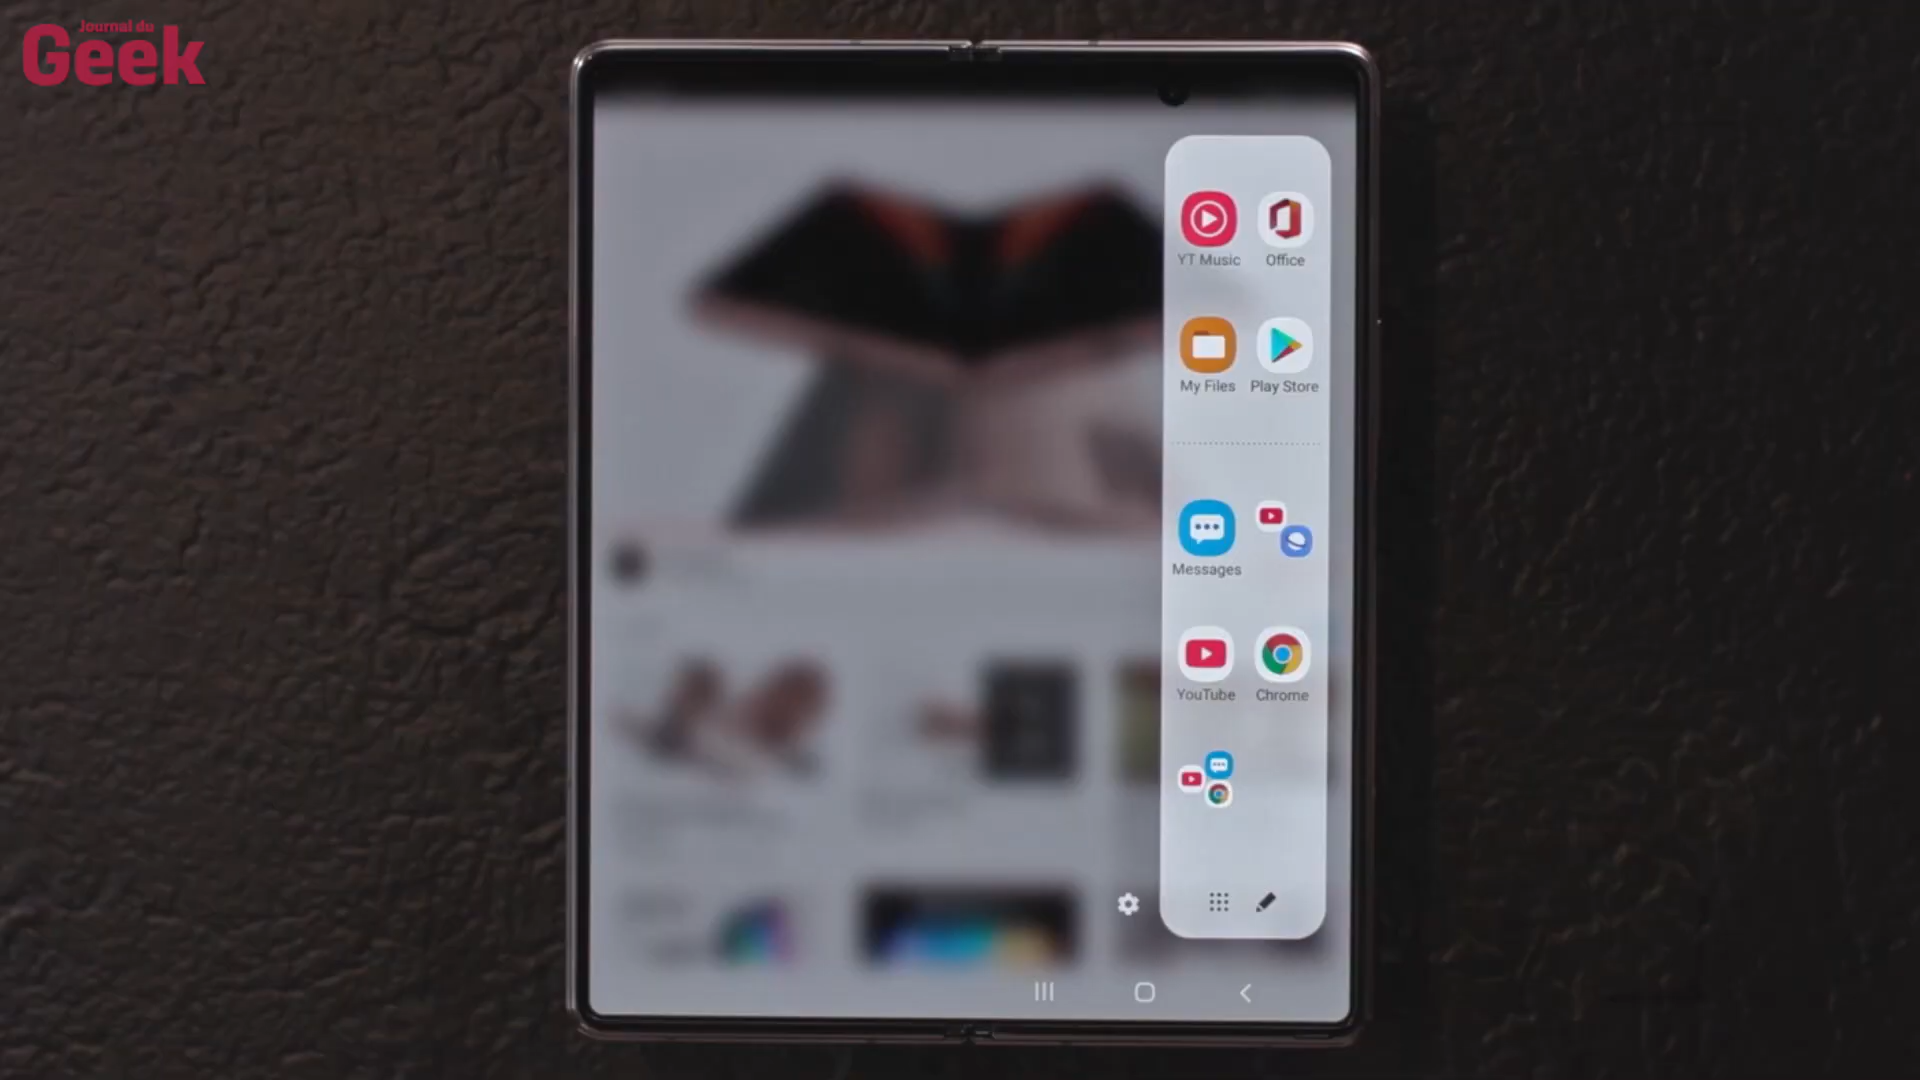 Journal du
Geek
YT Music
Office
My Files
Play Store
Messages
YouTube
Chrome